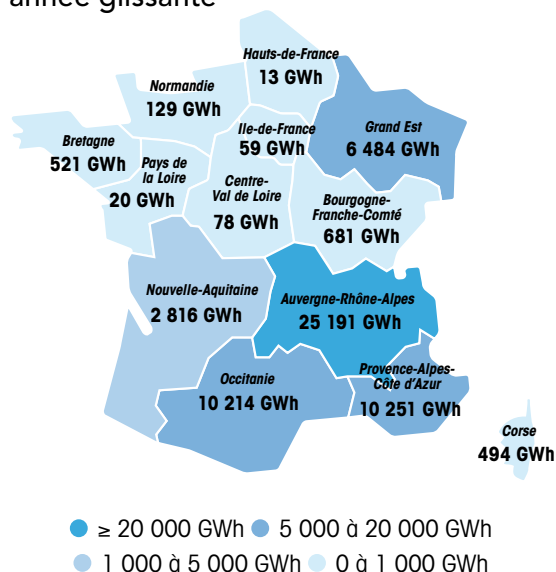 année glissante
Hauts-de-France
13 GWh
Normandie
129 GWh
Ile-de-France
59 GWh
Grand Est
6 484 GWh
Bretagne
521 GWh
Pays de
la Loire
20 GWh
Centre-
Val de Loire
78 GWh
Bourgogne-
Franche-Comté
681 GWh
Nouvelle-Aquitaine
2 816 GWh
Auvergne-Rhône-Alpes
25 191 GWh
Occitanie
10 214 GWh
Provence-Alpes-
Côte d'Azur
10 251 GWh
Corse
494 GWh
≥ 20 000 GWh 5 000 à 20 000 GWh
1 000 à 5 000 GWh 0 à 1 000 GWh